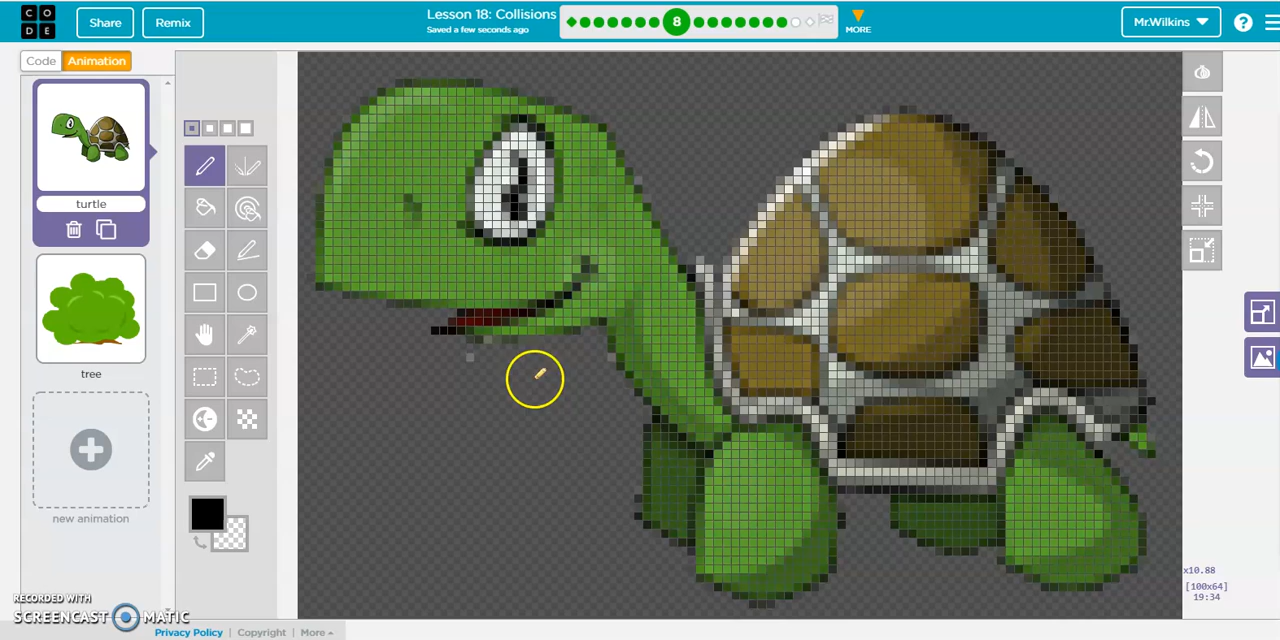 C O
D E
Share
Remix
Lesson 18: Collisions
Saved a few seconds ago
8
MORE
Mr.Wilkins
?
Code
Animation
turtle
tree
new animation
x10.88
[100x64]
19:34
RECORDED WITH
SCREENCAST MATIC
Privacy Policy | Copyright | More